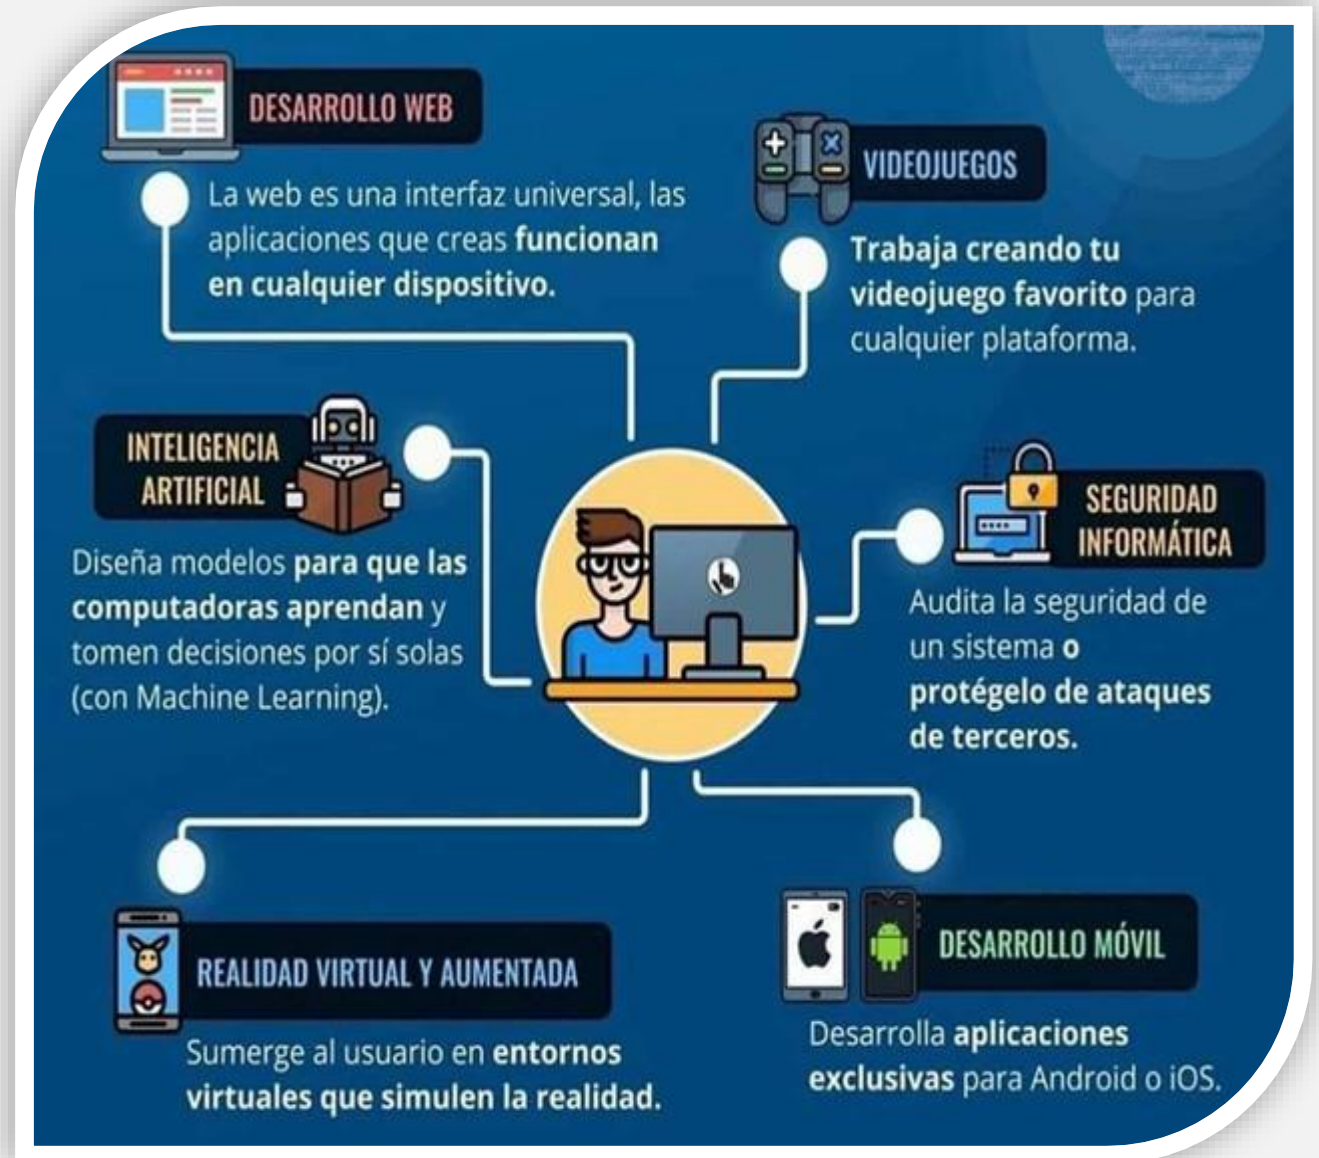 DESARROLLO WEB
La web es una interfaz universal, las
aplicaciones que creas funcionan
en cualquier dispositivo.
VIDEOJUEGOS
Trabaja creando tu
videojuego favorito para
cualquier plataforma.
INTELIGENCIA
ARTIFICIAL
Diseña modelos para que las
computadoras aprendan y
tomen decisiones por sí solas
(con Machine Learning).
SEGURIDAD
INFORMÁTICA
Audita la seguridad de
un sistema o
protégelo de ataques
de terceros.
REALIDAD VIRTUAL Y AUMENTADA
Sumerge al usuario en entornos
virtuales que simulen la realidad.
DESARROLLO MÓVIL
Desarrolla aplicaciones
exclusivas para Android o iOS.